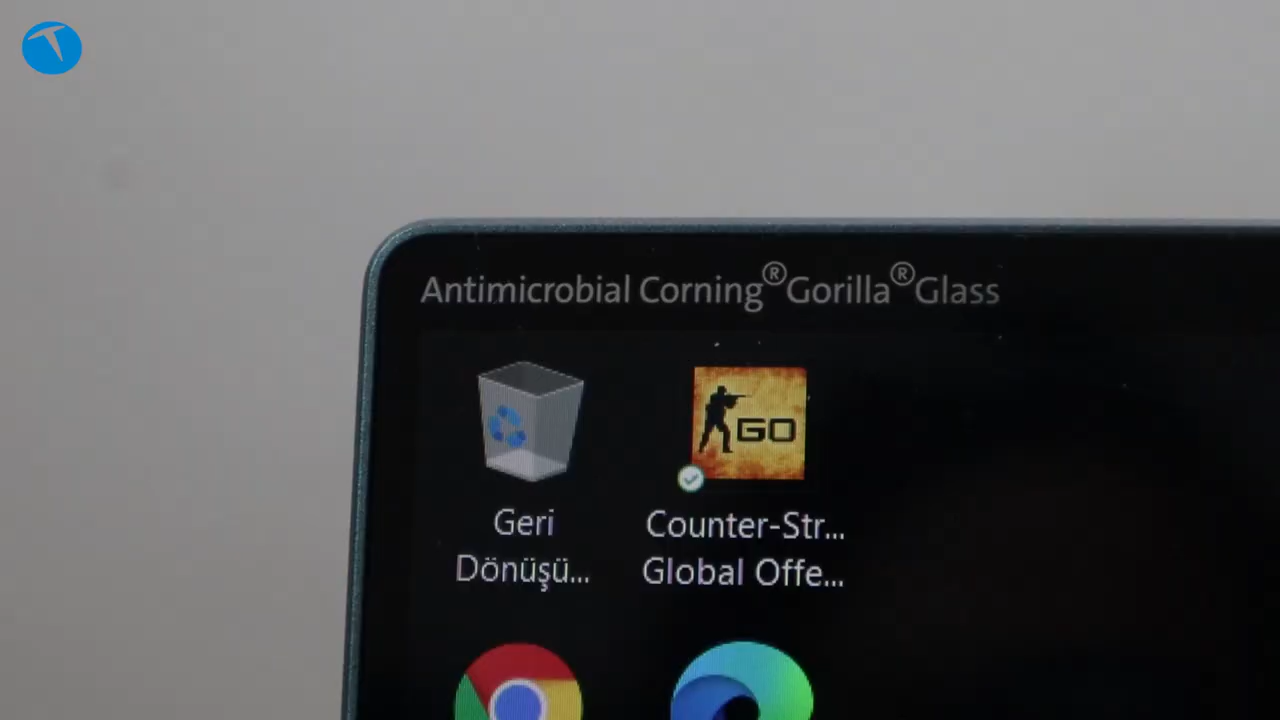 Antimicrobial Corning®Gorilla®Glass
GO
Geri
Dönüşü...
Counter-Str...
Global Offe...